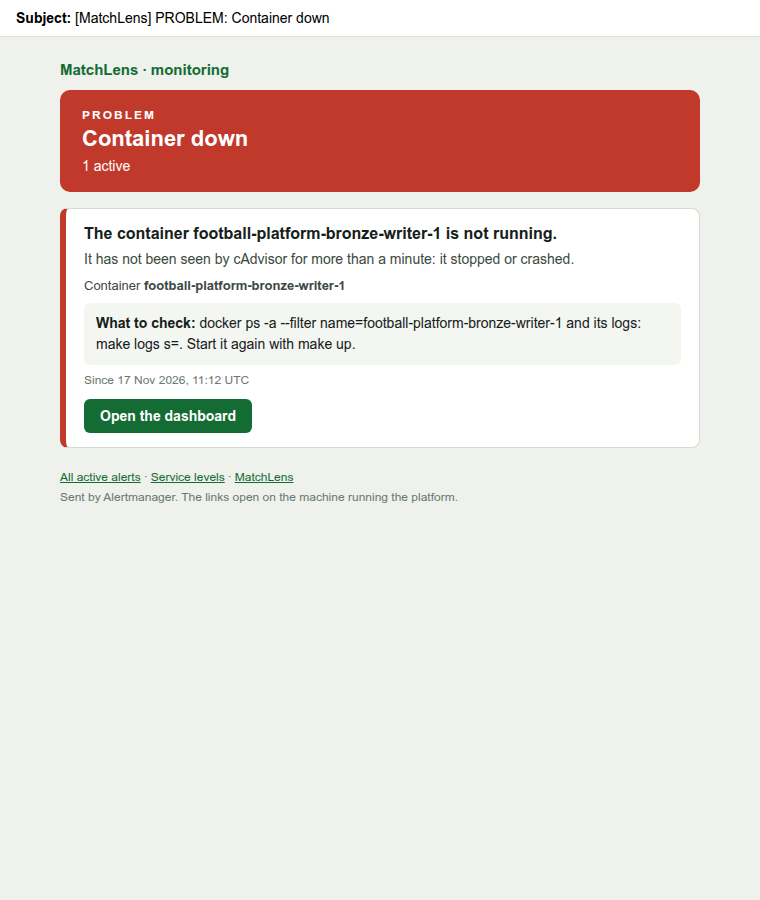 Subject: [MatchLens] PROBLEM: Container down
MatchLens · monitoring
PROBLEM
Container down
1 active
The container football-platform-bronze-writer-1 is not running.
It has not been seen by cAdvisor for more than a minute: it stopped or crashed.
Container football-platform-bronze-writer-1
What to check: docker ps -a --filter name=football-platform-bronze-writer-1 and its logs:
make logs s=. Start it again with make up.
Since 17 Nov 2026, 11:12 UTC
Open the dashboard
All active alerts · Service levels · MatchLens
Sent by Alertmanager. The links open on the machine running the platform.